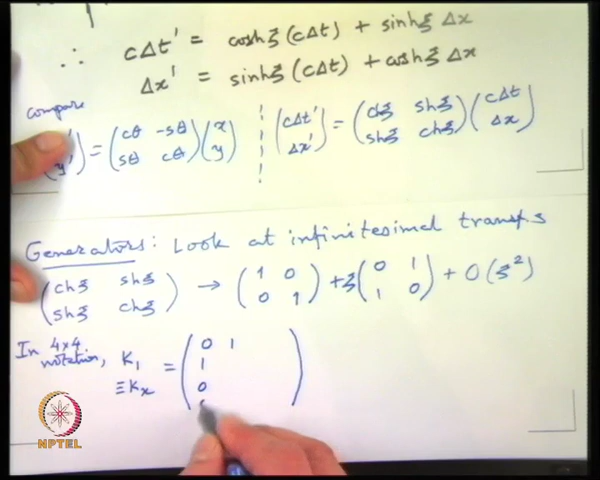 ∴ cΔt' = coshξ (cΔt) + sinhξ Δx
Δx' = sinhξ (cΔt) + coshξ Δx
compare
y' = (cθ -sθ sθ cθ) (x y) (cΔt' Δx') = (chξ shξ shξ chξ) (cΔt Δx)
Generators: Look at infinitesimal transfs
(chξ shξ shξ chξ) → (1 0 0 1) + ξ (0 1 1 0) + O(ξ²)
In 4x4 notation, K₁ ≡ Kx = (0 1 1 0
NPTEL